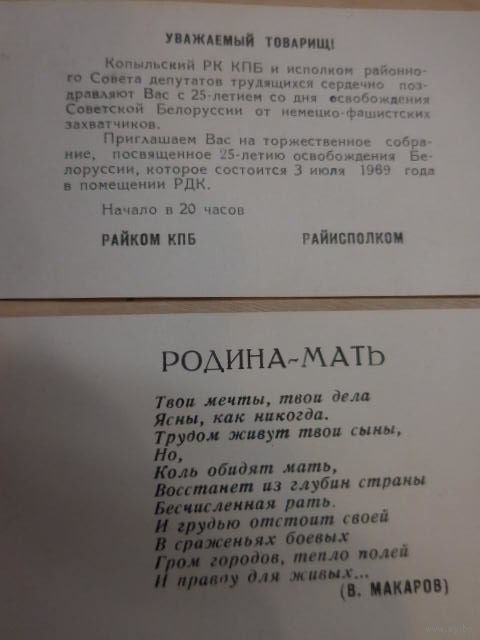 УВАЖАЕМЫЙ ТОВАРИЩ!
Копыльский РК КПБ и исполком районно-
го Совета депутатов трудящихся сердечно поз-
дравляют Вас с 25-летием со дня освобождения
Советской Белоруссии от немецко-фашистских
захватчиков.
Приглашаем Вас на торжественное собра-
ние, посвященное 25-летию освобождения Бе-
лоруссии, которое состоится 3 июля 1969 года
в помещении РДК.
Начало в 20 часов
РАЙКОМ КПБ РАЙИСПОЛКОМ
РОДИНА-МАТЬ
Твои мечты, твои дела
Ясны, как никогда.
Трудом живут твои сыны,
Но,
Коль обидят мать,
Восстанет из глубин страны
Бесчисленная рать.
И грудью отстоит своей
В сраженьях боевых
Гром городов, тепло полей
И правду для живых...
(В. МАКАРОВ)